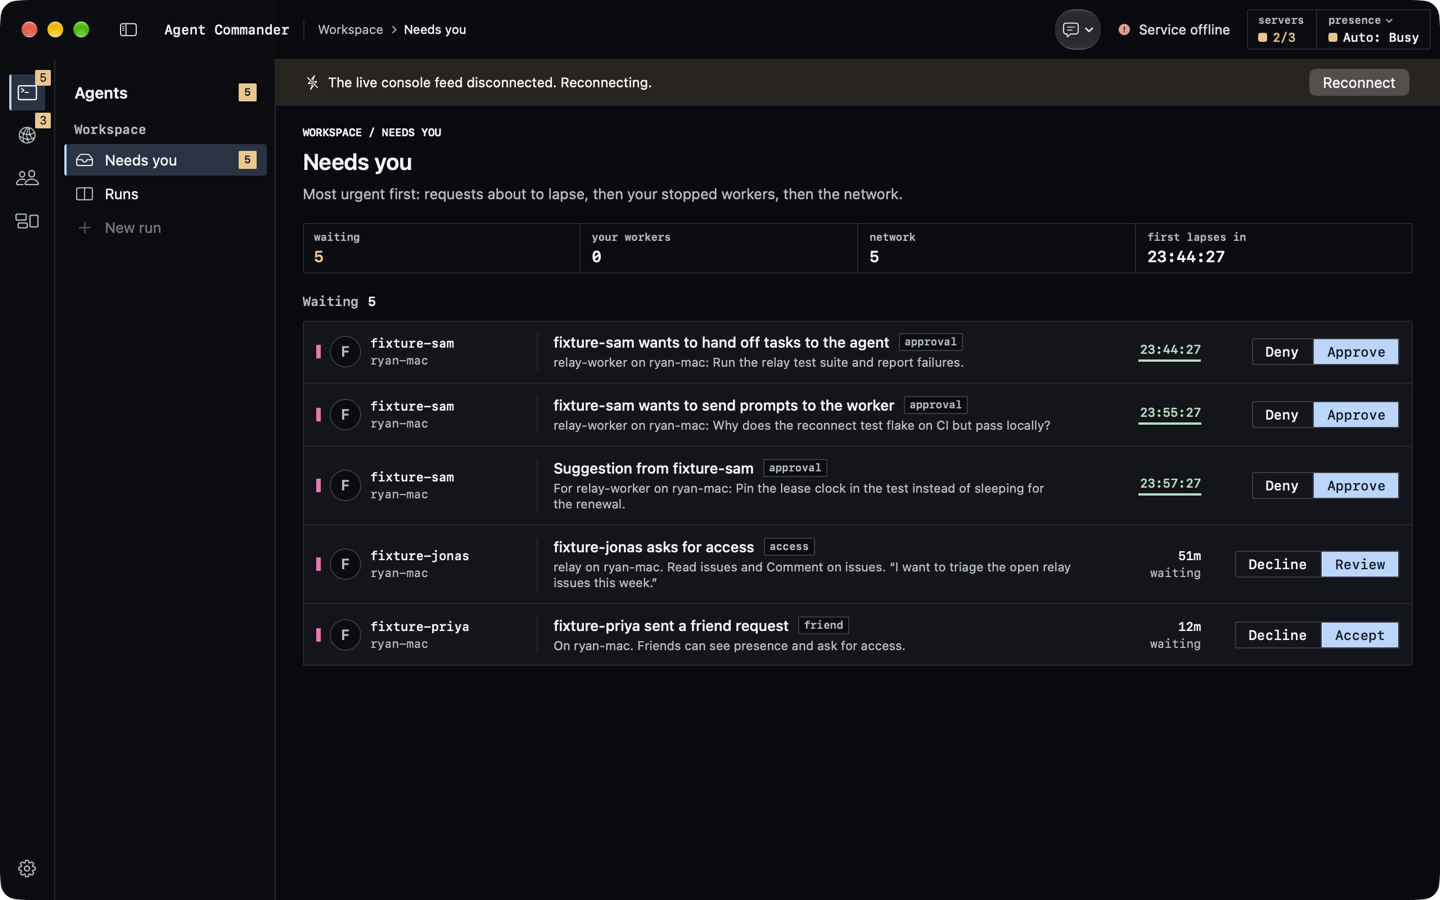 Agent Commander
Workspace > Needs you
Service offline
servers
2/3
presence
Auto: Busy
5
3
Agents 5
Workspace
Needs you 5
Runs
+ New run
The live console feed disconnected. Reconnecting.
Reconnect
WORKSPACE / NEEDS YOU
Needs you
Most urgent first: requests about to lapse, then your stopped workers, then the network.
waiting
5
your workers
0
network
5
first lapses in
23:44:27
Waiting 5
F
fixture-sam
ryan-mac
fixture-sam wants to hand off tasks to the agent approval
relay-worker on ryan-mac: Run the relay test suite and report failures.
23:44:27
Deny Approve
F
fixture-sam
ryan-mac
fixture-sam wants to send prompts to the worker approval
relay-worker on ryan-mac: Why does the reconnect test flake on CI but pass locally?
23:55:27
Deny Approve
F
fixture-sam
ryan-mac
Suggestion from fixture-sam approval
For relay-worker on ryan-mac: Pin the lease clock in the test instead of sleeping for
the renewal.
23:57:27
Deny Approve
F
fixture-jonas
ryan-mac
fixture-jonas asks for access access
relay on ryan-mac. Read issues and Comment on issues. “I want to triage the open relay
issues this week.”
51m
waiting
Decline Review
F
fixture-priya
ryan-mac
fixture-priya sent a friend request friend
On ryan-mac. Friends can see presence and ask for access.
12m
waiting
Decline Accept